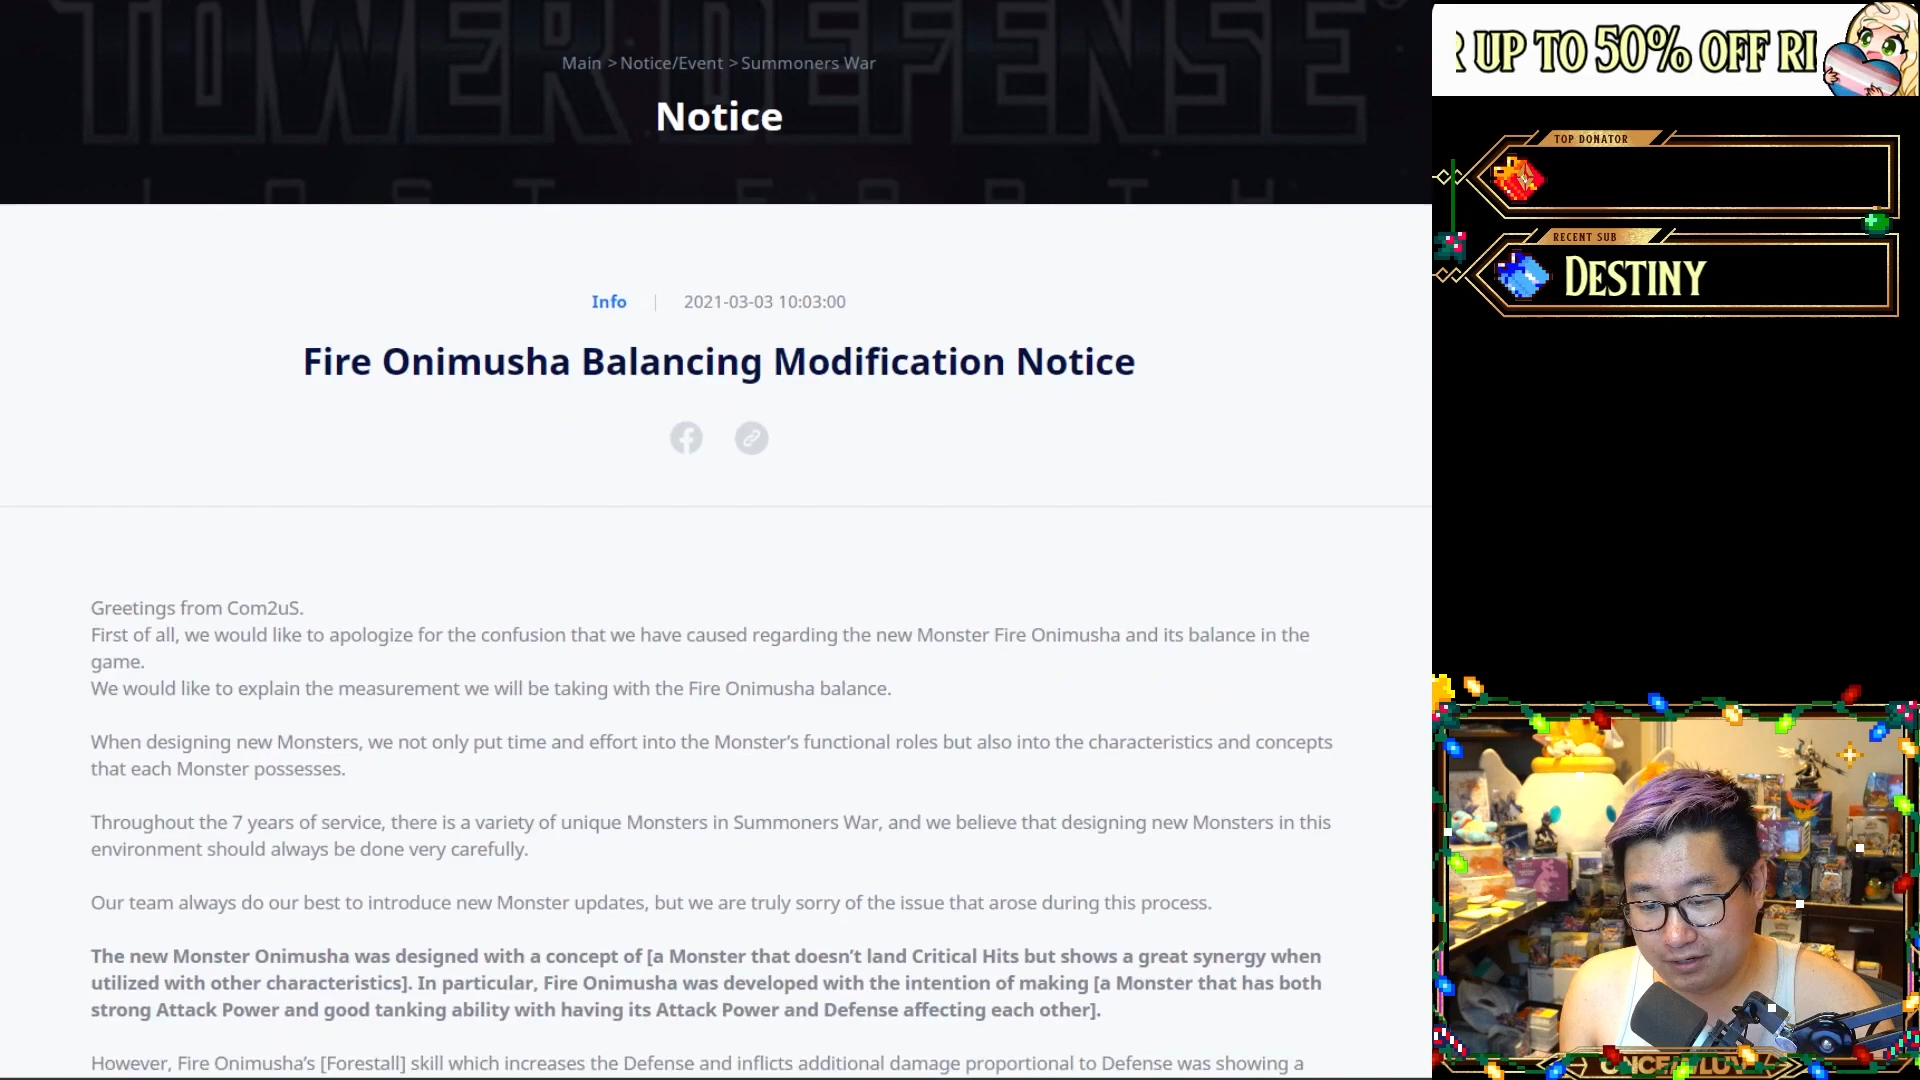 TOWER DEFENSE
LOST EARTH
Main > Notice/Event > Summoners War
Notice
Info | 2021-03-03 10:03:00
Fire Onimusha Balancing Modification Notice
Greetings from Com2uS.
First of all, we would like to apologize for the confusion that we have caused regarding the new Monster Fire Onimusha and its balance in the
game.
We would like to explain the measurement we will be taking with the Fire Onimusha balance.
When designing new Monsters, we not only put time and effort into the Monster’s functional roles but also into the characteristics and concepts
that each Monster possesses.
Throughout the 7 years of service, there is a variety of unique Monsters in Summoners War, and we believe that designing new Monsters in this
environment should always be done very carefully.
Our team always do our best to introduce new Monster updates, but we are truly sorry of the issue that arose during this process.
The new Monster Onimusha was designed with a concept of [a Monster that doesn’t land Critical Hits but shows a great synergy when
utilized with other characteristics]. In particular, Fire Onimusha was developed with the intention of making [a Monster that has both
strong Attack Power and good tanking ability with having its Attack Power and Defense affecting each other].
However, Fire Onimusha’s [Forestall] skill which increases the Defense and inflicts additional damage proportional to Defense was showing a
R UP TO 50% OFF RI
TOP DONATOR
RECENT SUB
DESTINY